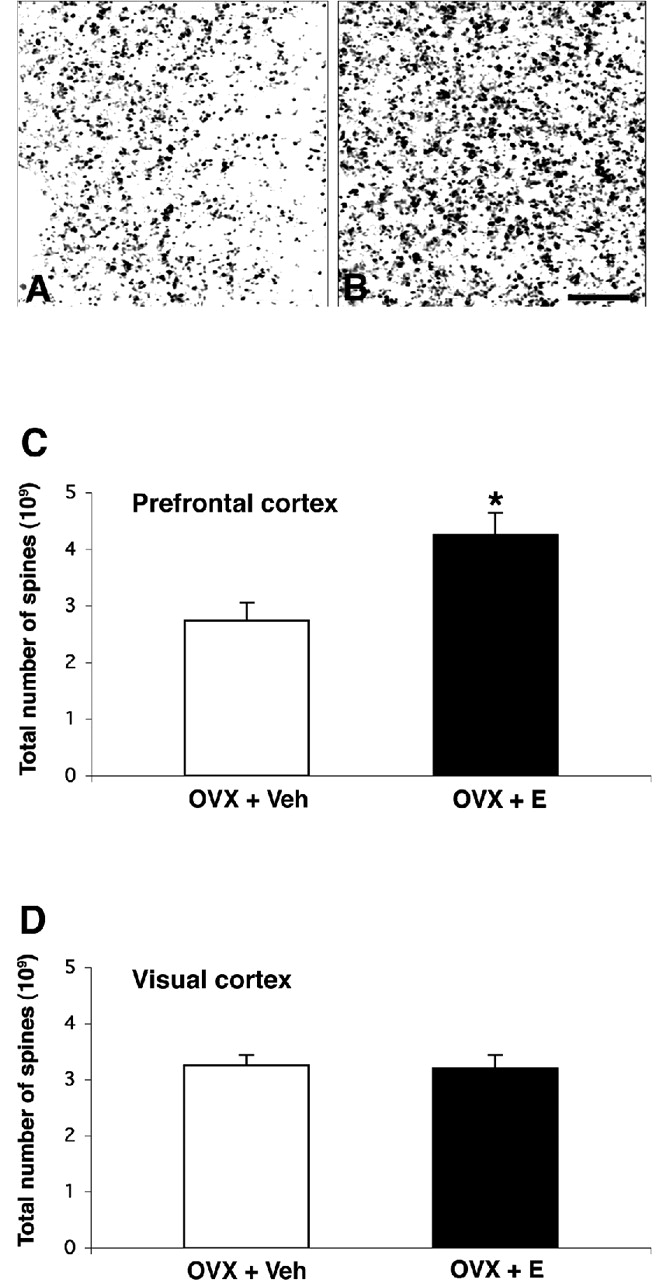 A
B
C
Prefrontal cortex
*
Total number of spines (10⁹)
5
4
3
2
1
0
OVX + Veh
OVX + E
D
Visual cortex
Total number of spines (10⁹)
5
4
3
2
1
0
OVX + Veh
OVX + E